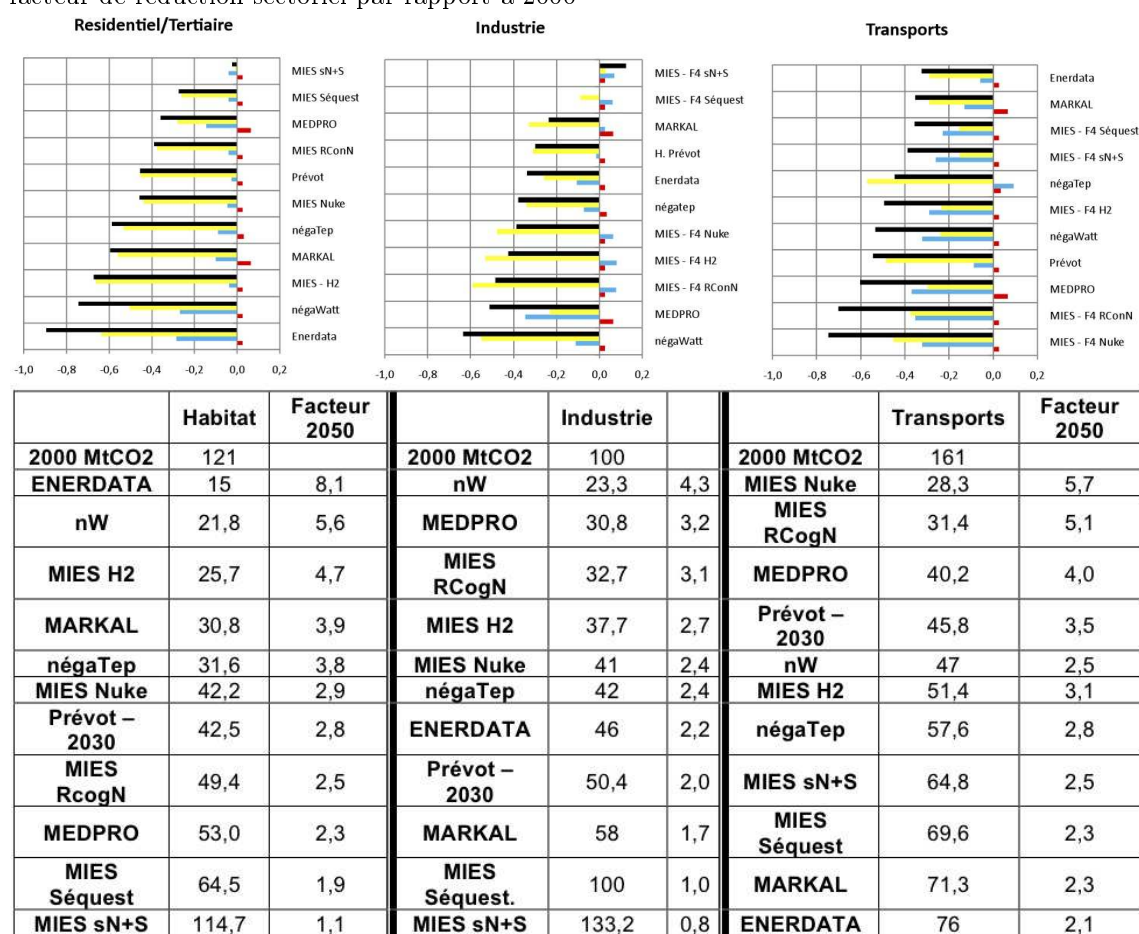 facteur de réduction sectoriel par rapport à 2000
Residentiel/Tertiaire
MIES sN+S
MIES Séquest
MEDPRO
MIES RConN
Prévot
MIES Nuke
négaTep
MARKAL
MIES - H2
négaWatt
Enerdata
-1,0 -0,8 -0,6 -0,4 -0,2 0,0 0,2
Industrie
MIES - F4 sN+S
MIES - F4 Séquest
MARKAL
H. Prévot
Enerdata
négatep
MIES - F4 Nuke
MIES - F4 H2
MIES - F4 RConN
MEDPRO
négaWatt
-1,0 -0,8 -0,6 -0,4 -0,2 0,0 0,2
Transports
Enerdata
MARKAL
MIES - F4 Séquest
MIES - F4 sN+S
négaTep
MIES - F4 H2
négaWatt
Prévot
MEDPRO
MIES - F4 RConN
MIES - F4 Nuke
-1,0 -0,8 -0,6 -0,4 -0,2 0,0 0,2
Habitat Facteur 2050
2000 MtCO2 121
ENERDATA 15 8,1
nW 21,8 5,6
MIES H2 25,7 4,7
MARKAL 30,8 3,9
négaTep 31,6 3,8
MIES Nuke 42,2 2,9
Prévot – 2030 42,5 2,8
MIES RcogN 49,4 2,5
MEDPRO 53,0 2,3
MIES Séquest 64,5 1,9
MIES sN+S 114,7 1,1
Industrie
2000 MtCO2 100
nW 23,3 4,3
MEDPRO 30,8 3,2
MIES RCogN 32,7 3,1
MIES H2 37,7 2,7
MIES Nuke 41 2,4
négaTep 42 2,4
ENERDATA 46 2,2
Prévot – 2030 50,4 2,0
MARKAL 58 1,7
MIES Séquest. 100 1,0
MIES sN+S 133,2 0,8
Transports Facteur 2050
2000 MtCO2 161
MIES Nuke 28,3 5,7
MIES RCogN 31,4 5,1
MEDPRO 40,2 4,0
Prévot – 2030 45,8 3,5
nW 47 2,5
MIES H2 51,4 3,1
négaTep 57,6 2,8
MIES sN+S 64,8 2,5
MIES Séquest 69,6 2,3
MARKAL 71,3 2,3
ENERDATA 76 2,1